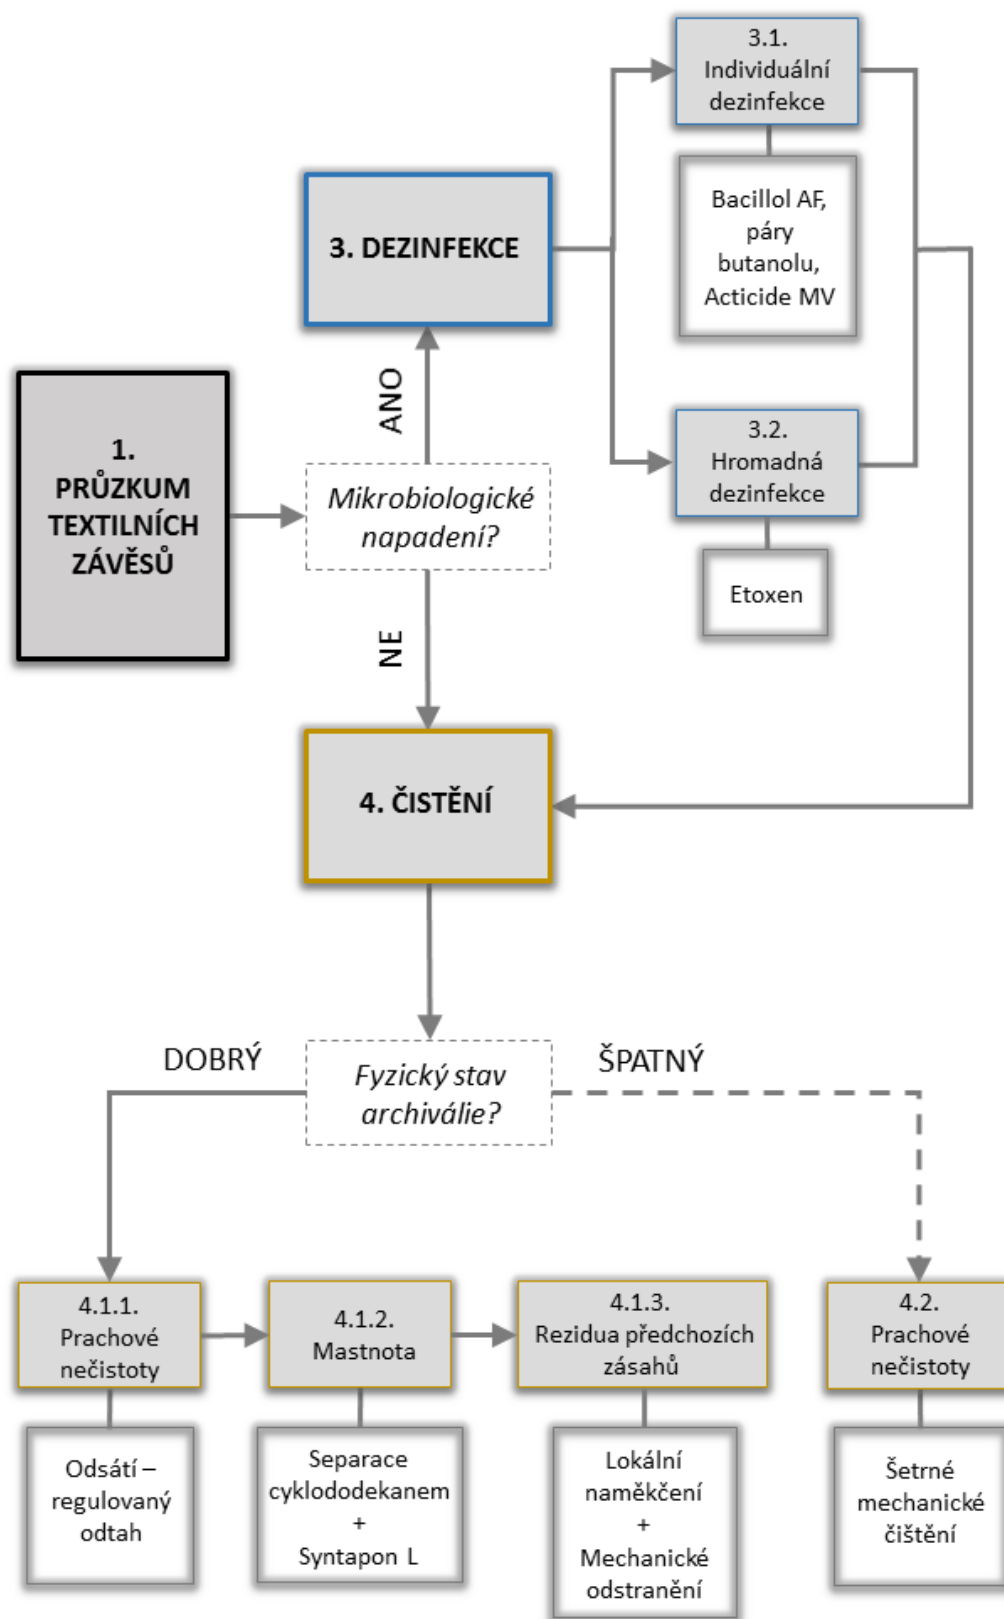 3.1.
Individuální
dezinfekce
Bacillol AF,
páry
butanolu,
Acticide MV
3. DEZINFEKCE
ANO
3.2.
Hromadná
dezinfekce
Etoxen
1.
PRŮZKUM
TEXTILNÍCH
ZÁVĚSŮ
Mikrobiologické
napadení?
NE
4. ČISTĚNÍ
DOBRÝ
Fyzický stav
archiválie?
ŠPATNÝ
4.1.1.
Prachové
nečistoty
Odsátí –
regulovaný
odtah
4.1.2.
Mastnota
Separace
cyklododekanem
+
Syntapon L
4.1.3.
Rezidua předchozích
zásahů
Lokální
naměkčení
+
Mechanické
odstranění
4.2.
Prachové
nečistoty
Šetrné
mechanické
čištění